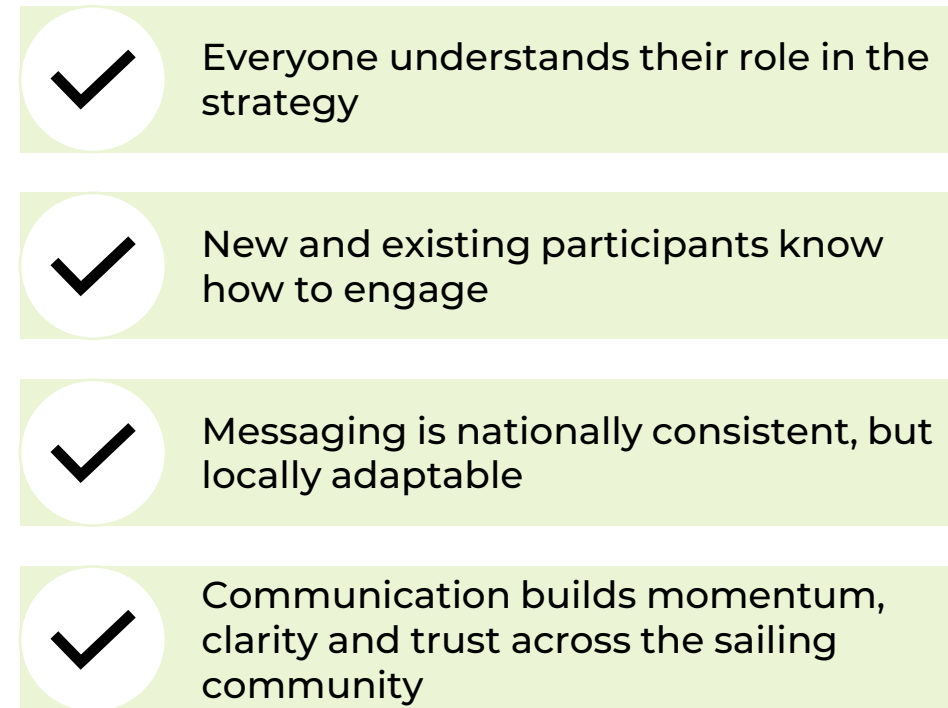 Everyone understands their role in the
strategy
New and existing participants know
how to engage
Messaging is nationally consistent, but
locally adaptable
Communication builds momentum,
clarity and trust across the sailing
community